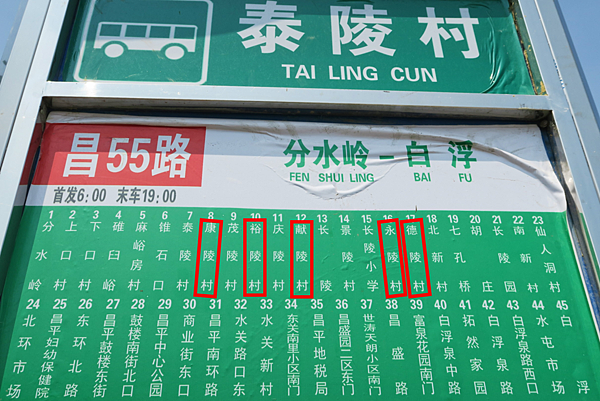 泰陵村
TAI LING CUN
昌55路
首发6:00 末车19:00
分水岭－白浮
FEN SHUI LING BAI FU
1 分水岭
2 上口村
3 下口村
4 碓臼村
5 麻峪房村
6 锥石口村
7 泰陵村
8 康陵村
9 茂陵村
10 裕陵村
11 庆陵村
12 献陵村
13 长陵
14 景陵村
15 长陵小学
16 永陵村
17 德陵村
18 北新村
19 七孔桥
20 胡庄
21 长陵园
22 南新村
23 仙人洞村
24 北环市场
25 昌平妇幼保健院
26 东环北路
27 鼓楼东街
28 鼓楼南街北口
29 昌平中心公园
30 商业街东口
31 昌平南环路
32 水关路口东
33 水关新村
34 东关南里小区南门
35 昌平地税局
36 昌盛园二区东门
37 世涛天朗小区南门
38 昌盛路
39 富泉花园南门
40 白浮泉中路
41 拓然家园
42
43 白浮泉路西口
44 水屯市场
45 白